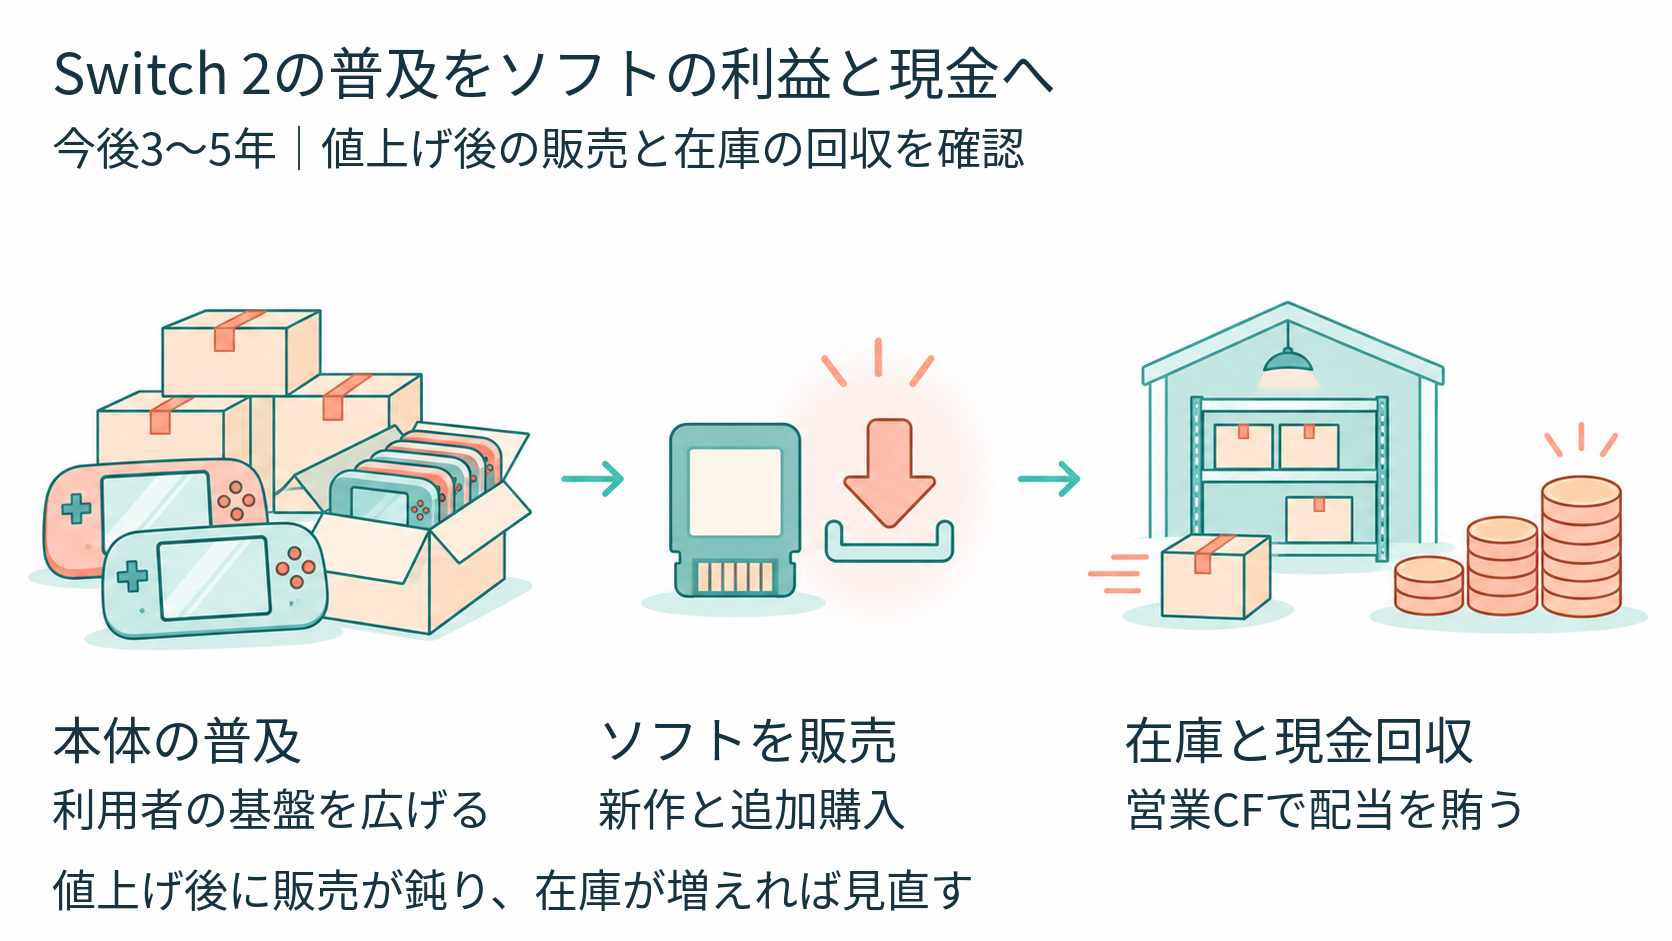 Switch 2の普及をソフトの利益と現金へ
今後3〜5年｜値上げ後の販売と在庫の回収を確認
本体の普及
利用者の基盤を広げる
ソフトを販売
新作と追加購入
在庫と現金回収
営業CFで配当を賄う
値上げ後に販売が鈍り、在庫が増えれば見直す